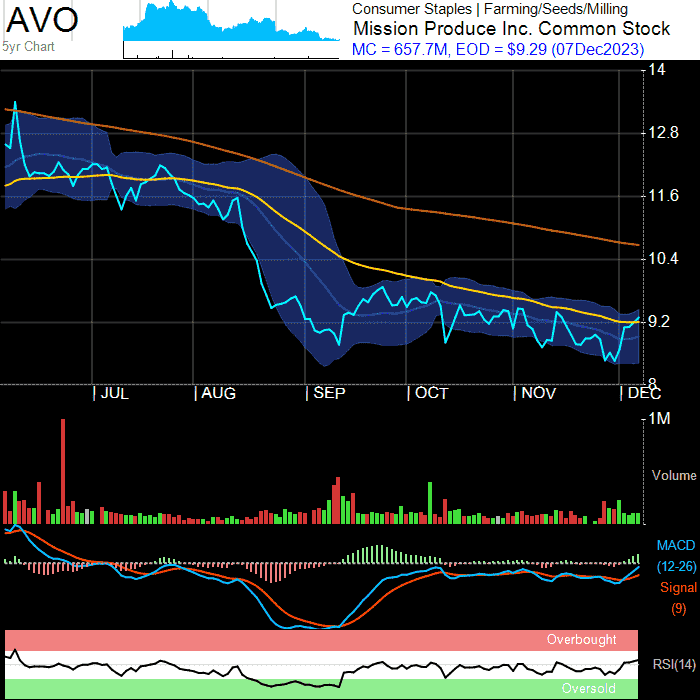 AVO
5yr Chart
Consumer Staples | Farming/Seeds/Milling
Mission Produce Inc. Common Stock
MC = 657.7M, EOD = $9.29 (07Dec2023)
14
12.8
11.6
10.4
9.2
8
JUL AUG SEP OCT NOV DEC
1M
Volume
MACD
(12-26)
Signal
(9)
Overbought
RSI(14)
Oversold